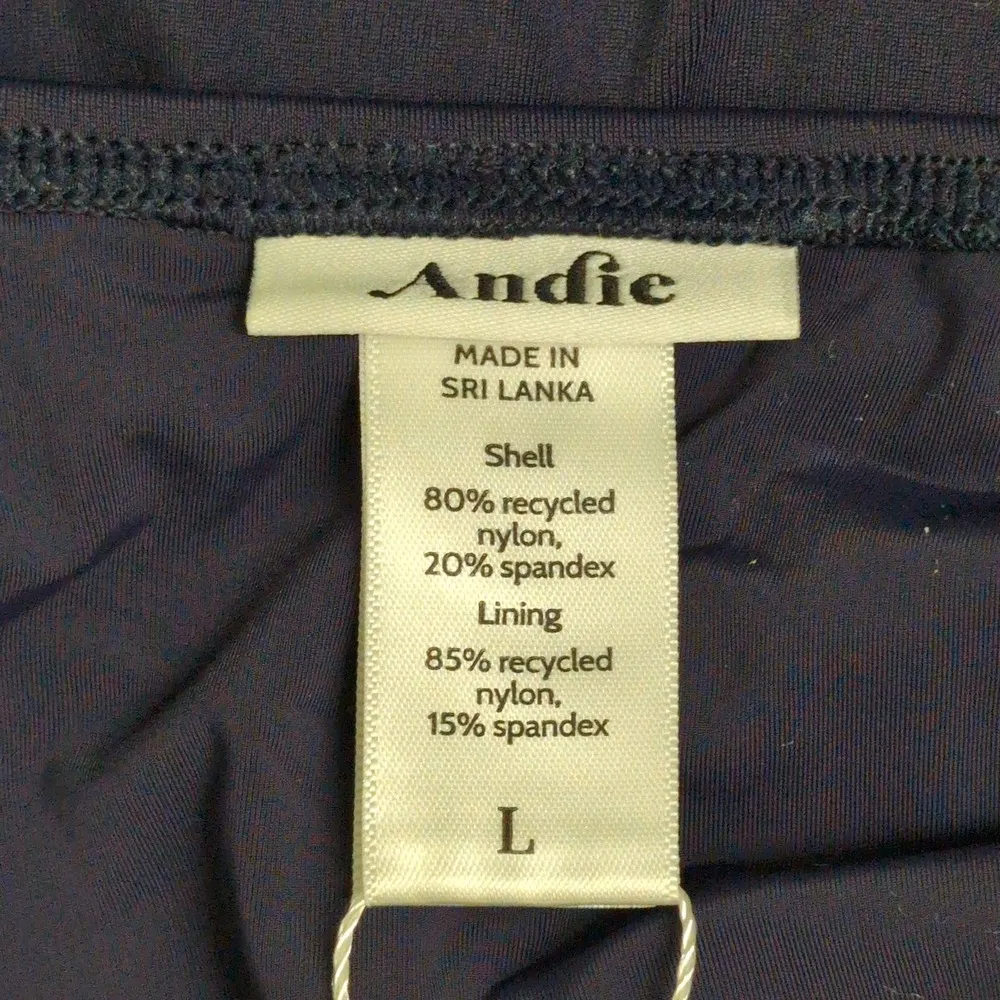 Andie
MADE IN
SRI LANKA
Shell
80% recycled
nylon,
20% spandex
Lining
85% recycled
nylon,
15% spandex
L